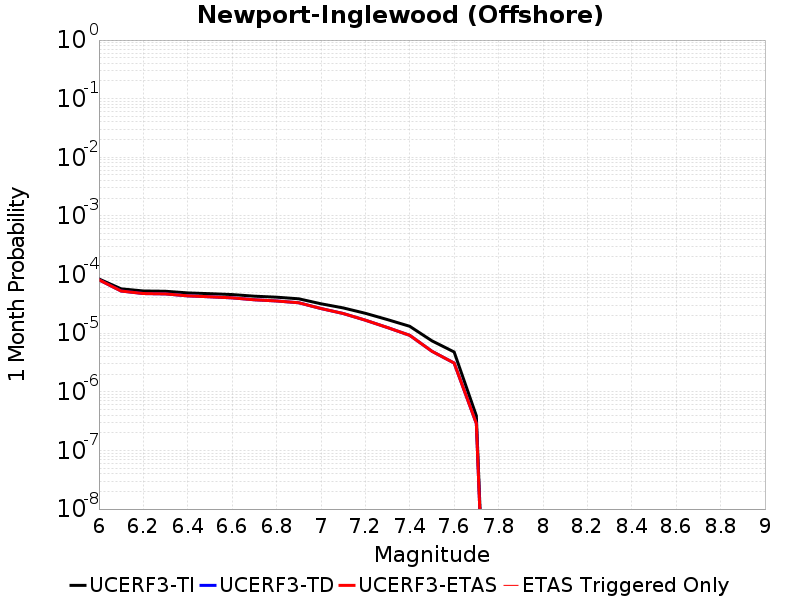 Newport-Inglewood (Offshore)
10^0
10^-1
10^-2
10^-3
10^-4
10^-5
10^-6
10^-7
10^-8
1 Month Probability
6 6.2 6.4 6.6 6.8 7 7.2 7.4 7.6 7.8 8 8.2 8.4 8.6 8.8 9
Magnitude
UCERF3-TI UCERF3-TD UCERF3-ETAS ETAS Triggered Only